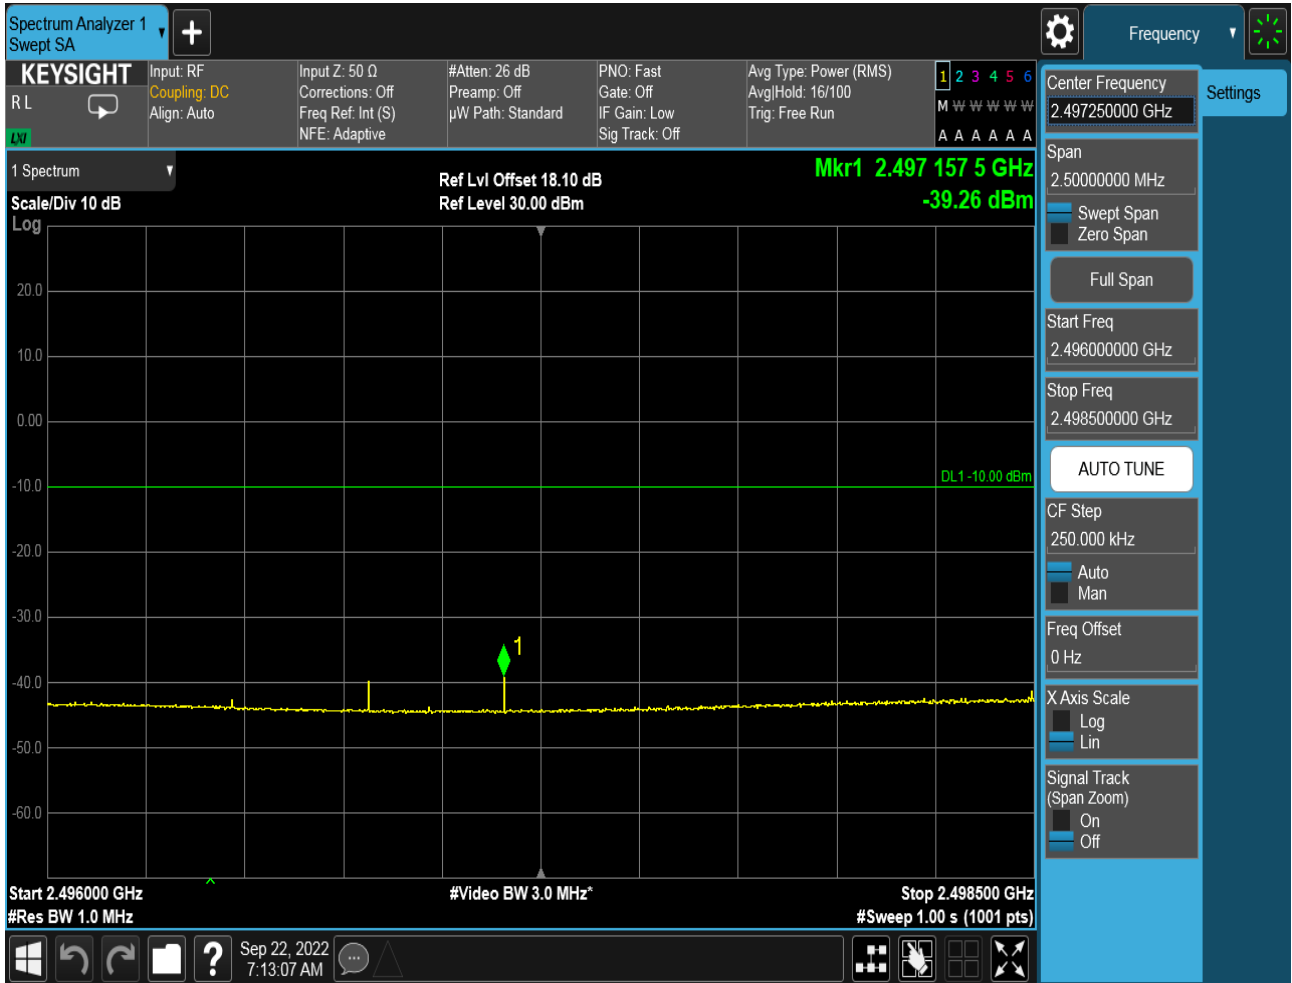 Spectrum Analyzer 1
Swept SA
Frequency
KEYSIGHT
R L
LXI
Input: RF
Coupling: DC
Align: Auto
Input Z: 50 Ω
Corrections: Off
Freq Ref: Int (S)
NFE: Adaptive
#Atten: 26 dB
Preamp: Off
µW Path: Standard
PNO: Fast
Gate: Off
IF Gain: Low
Sig Track: Off
Avg Type: Power (RMS)
Avg|Hold: 16/100
Trig: Free Run
1 2 3 4 5 6
M W W W W W
A A A A A A
1 Spectrum
Scale/Div 10 dB
Log
Ref Lvl Offset 18.10 dB
Ref Level 30.00 dBm
Mkr1 2.497 157 5 GHz
-39.26 dBm
20.0
10.0
0.00
-10.0
-20.0
-30.0
-40.0
-50.0
-60.0
DL1 -10.00 dBm
1
Start 2.496000 GHz
#Res BW 1.0 MHz
#Video BW 3.0 MHz*
Stop 2.498500 GHz
#Sweep 1.00 s (1001 pts)
Center Frequency
2.497250000 GHz
Span
2.50000000 MHz
Swept Span
Zero Span
Full Span
Start Freq
2.496000000 GHz
Stop Freq
2.498500000 GHz
AUTO TUNE
CF Step
250.000 kHz
Auto
Man
Freq Offset
0 Hz
X Axis Scale
Log
Lin
Signal Track
(Span Zoom)
On
Off
Settings
?
Sep 22, 2022
7:13:07 AM